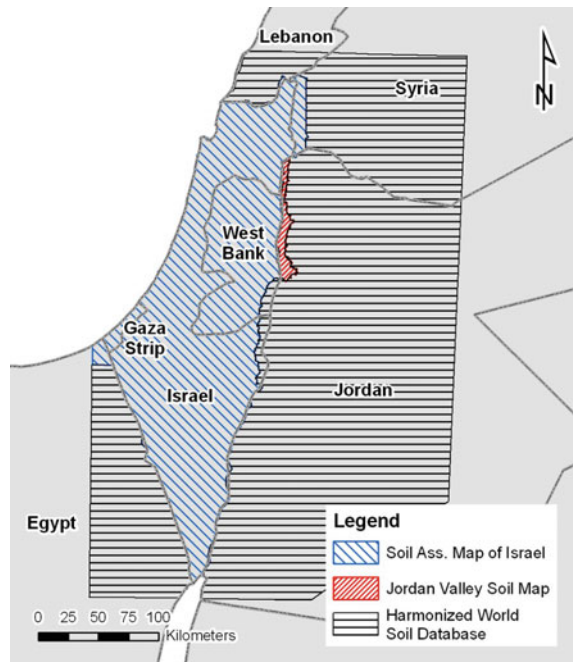 Lebanon
Syria
N
West
Bank
Gaza
Strip
Israel
Jordan
Egypt
Legend
Soil Ass. Map of Israel
Jordan Valley Soil Map
Harmonized World
Soil Database
0 25 50 75 100
Kilometers